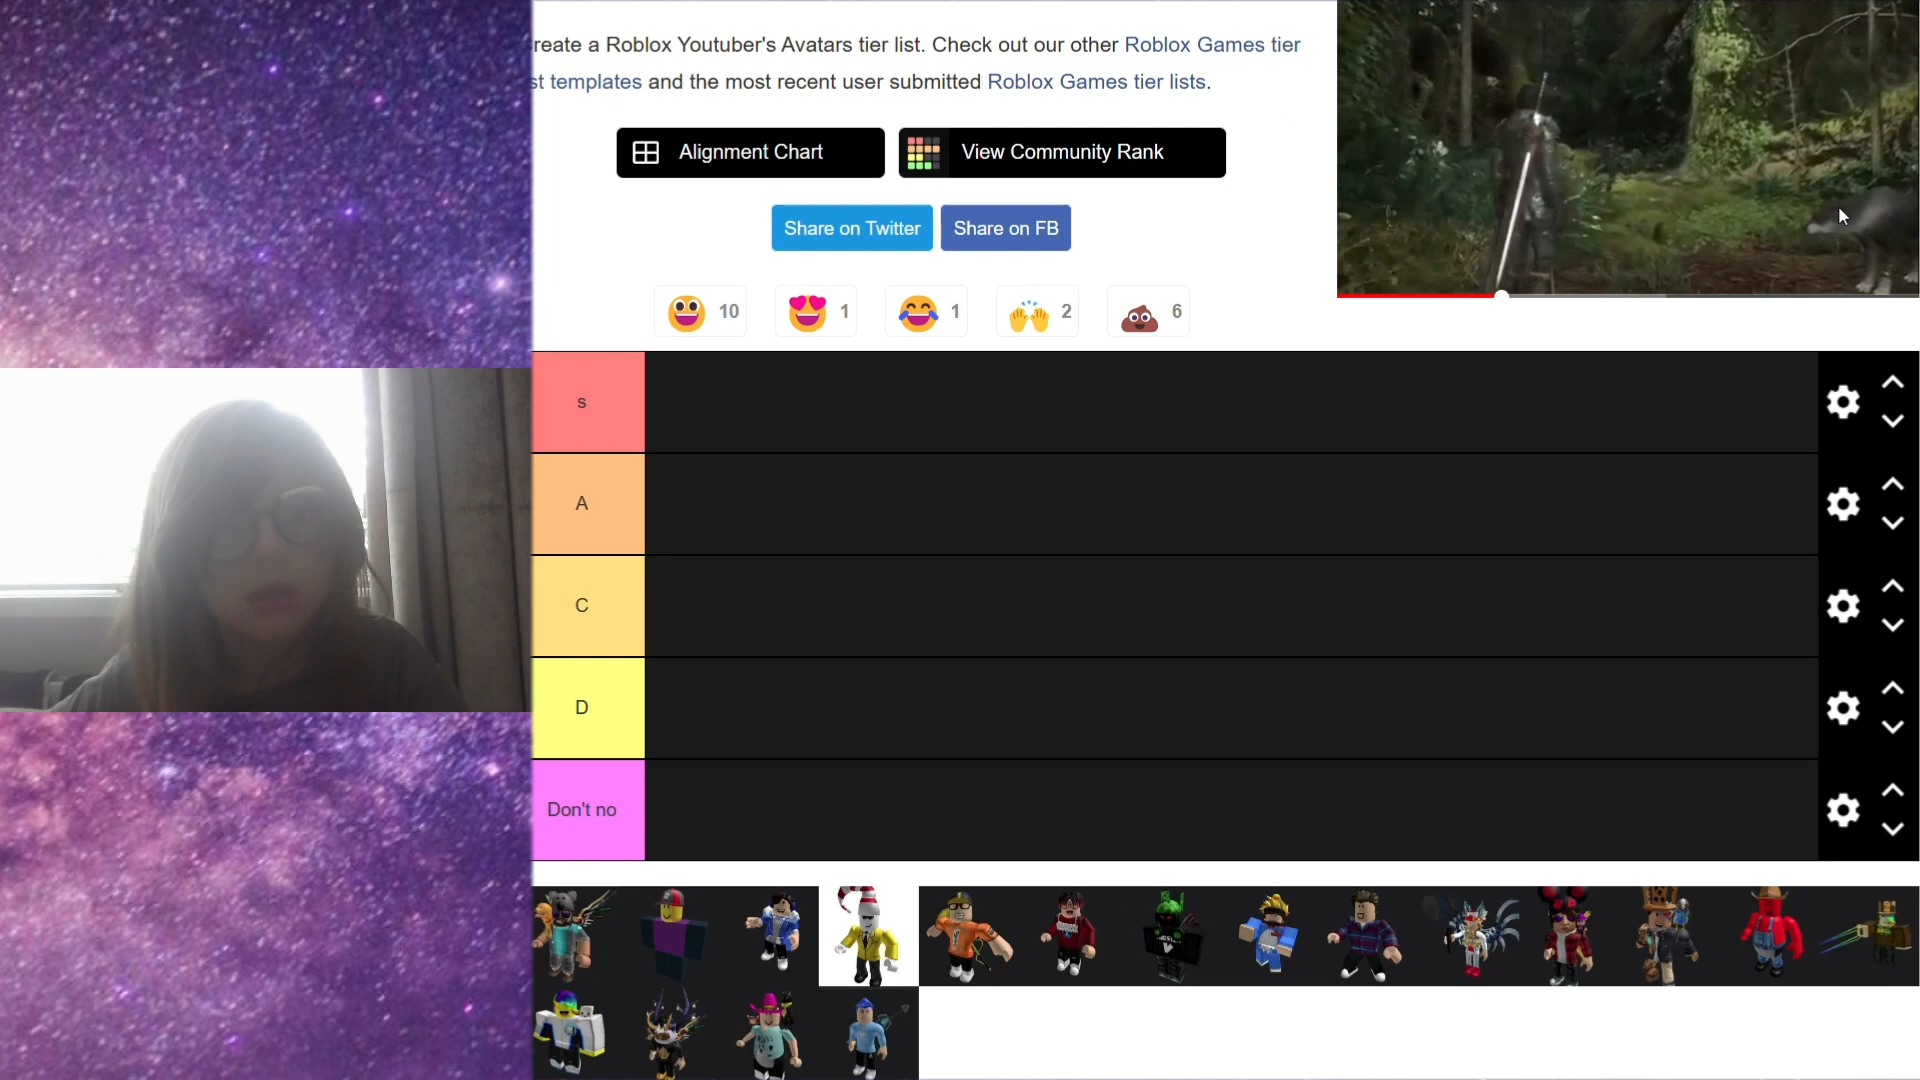 reate a Roblox Youtuber's Avatars tier list. Check out our other Roblox Games tier
st templates and the most recent user submitted Roblox Games tier lists.
Alignment Chart
View Community Rank
Share on Twitter
Share on FB
10
1
1
2
6
s
A
C
D
Don't no